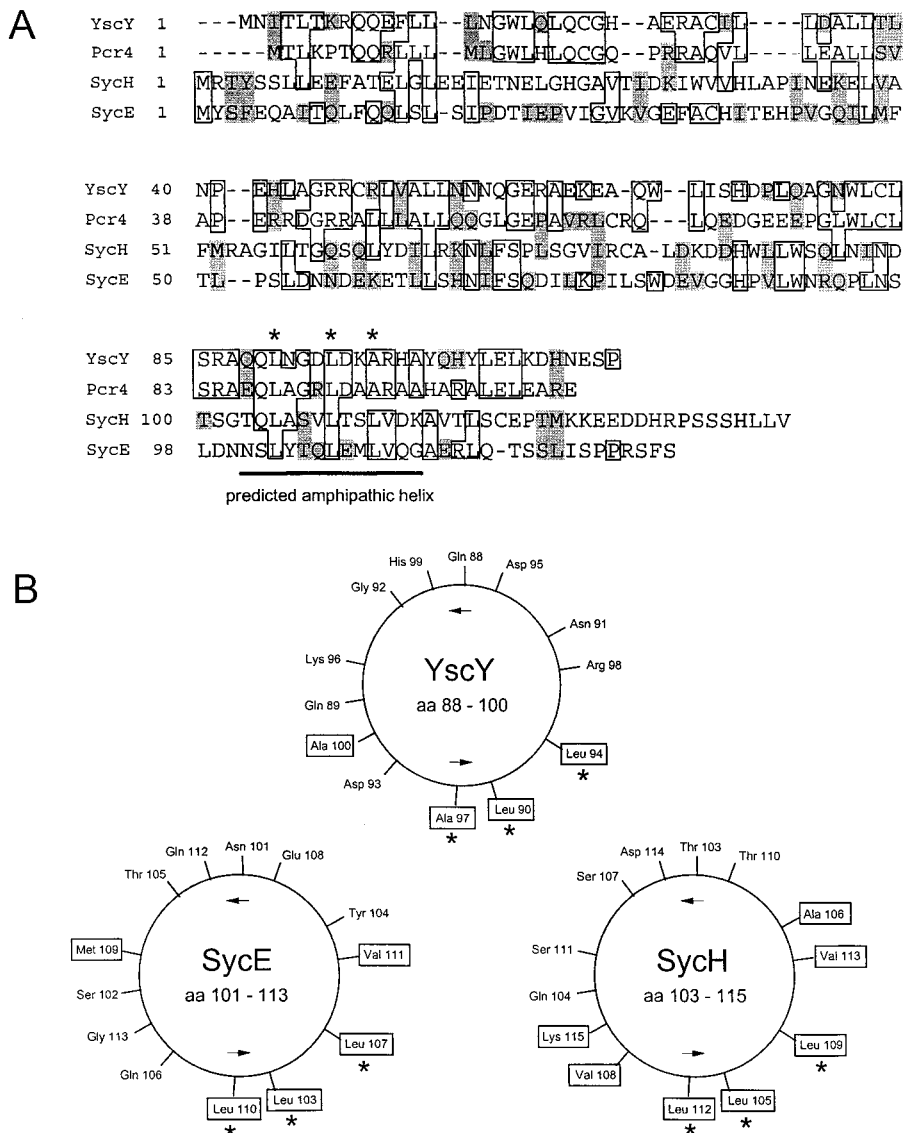 A
YscY 1 ---MNITLTKRQQEFLL--LNGWLQLQCGH-AERACIL-----LDALLTL
Pcr4 1 -----MTLKPTQQRLLL--MLGWLHLQCGQ-PRRAQVL-----LEALLSV
SycH 1 MRTYSSLLEEFATELGLEEIETNELGHGAVTIDKIWVVHLAPINEKELVA
SycE 1 MYSFEQAITQLFQQLSL-SIPDTIEPVIGVKVGEFACHITEHPVGQILMF
YscY 40 NP--EHLAGRRCRLVALLNNNQGERAEKEA-QW--LISHDPLQAGNWLCL
Pcr4 38 AP--ERRDGRRALLLALLQQGLGEPAVRLCRQ---LQEDGEEEPGLWLCL
SycH 51 FMRAGILTGQSQLYDILRKNLFSPLSGVIRCA-LDKDDHWLLWSQLNIND
SycE 50 TL--PSLDNNDEKETLLSHNIFSQDILKPILSWDEVGGHPVLWNRQPLNS
* * *
YscY 85 SRAQQLNGDLDKARHAYQHYLELKDHNESP
Pcr4 83 SRAEQLAGRLDAARAAHARALELEARE
SycH 100 TSGTQLASVLTSLVDKAVTLSCEPTMKKEEDDHRPSSSHLLV
SycE 98 LDNNSLYTQLEMLVQGAERLQ-TSSLISPPRSFS
predicted amphipathic helix
B
Gln 88
His 99
Asp 95
Gly 92
Asn 91
Lys 96
Arg 98
YscY
aa 88 - 100
Gln 89
Ala 100
Leu 94
*
Asp 93
Leu 90
*
Ala 97
*
Asn 101
Gln 112
Glu 108
Thr 105
Tyr 104
Met 109
Val 111
SycE
aa 101 - 113
Ser 102
Gly 113
Leu 107
*
Gln 106
Leu 103
*
Leu 110
*
Thr 103
Asp 114
Thr 110
Ser 107
Ala 106
Ser 111
Val 113
SycH
aa 103 - 115
Gln 104
Lys 115
Leu 109
*
Val 108
Leu 105
*
Leu 112
*